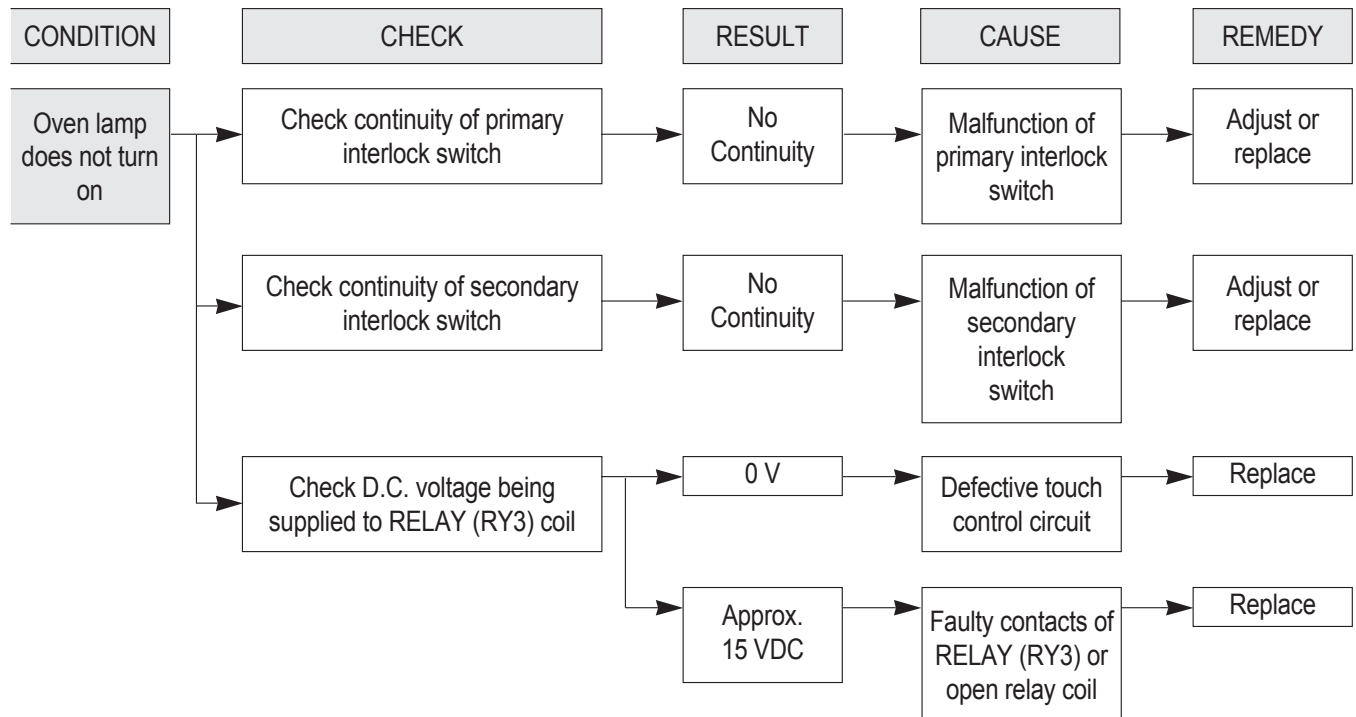 CONDITION
CHECK
RESULT
CAUSE
REMEDY
Oven lamp
does not turn
on
Check continuity of primary
interlock switch
No
Continuity
Malfunction of
primary interlock
switch
Adjust or
replace
Check continuity of secondary
interlock switch
No
Continuity
Malfunction of
secondary
interlock
switch
Adjust or
replace
Check D.C. voltage being
supplied to RELAY (RY3) coil
0 V
Defective touch
control circuit
Replace
Approx.
15 VDC
Faulty contacts of
RELAY (RY3) or
open relay coil
Replace